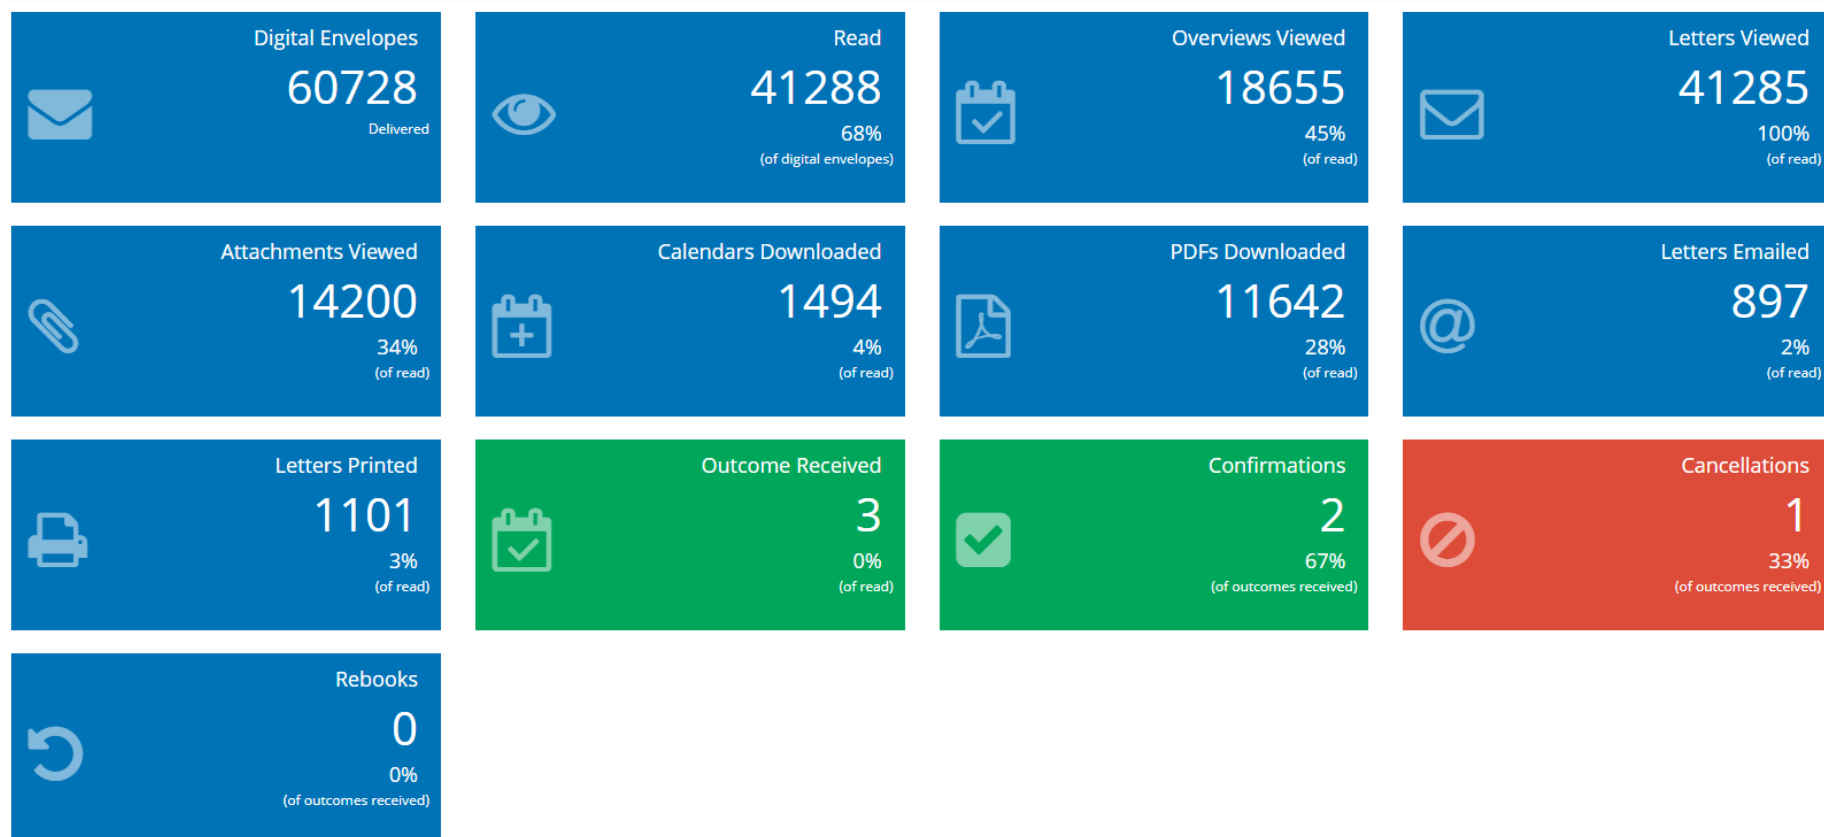 Digital Envelopes
60728
Delivered
Read
41288
68%
(of digital envelopes)
Overviews Viewed
18655
45%
(of read)
Letters Viewed
41285
100%
(of read)
Attachments Viewed
14200
34%
(of read)
Calendars Downloaded
1494
4%
(of read)
PDFs Downloaded
11642
28%
(of read)
Letters Emailed
897
2%
(of read)
Letters Printed
1101
3%
(of read)
Outcome Received
3
0%
(of read)
Confirmations
2
67%
(of outcomes received)
Cancellations
1
33%
(of outcomes received)
Rebooks
0
0%
(of outcomes received)